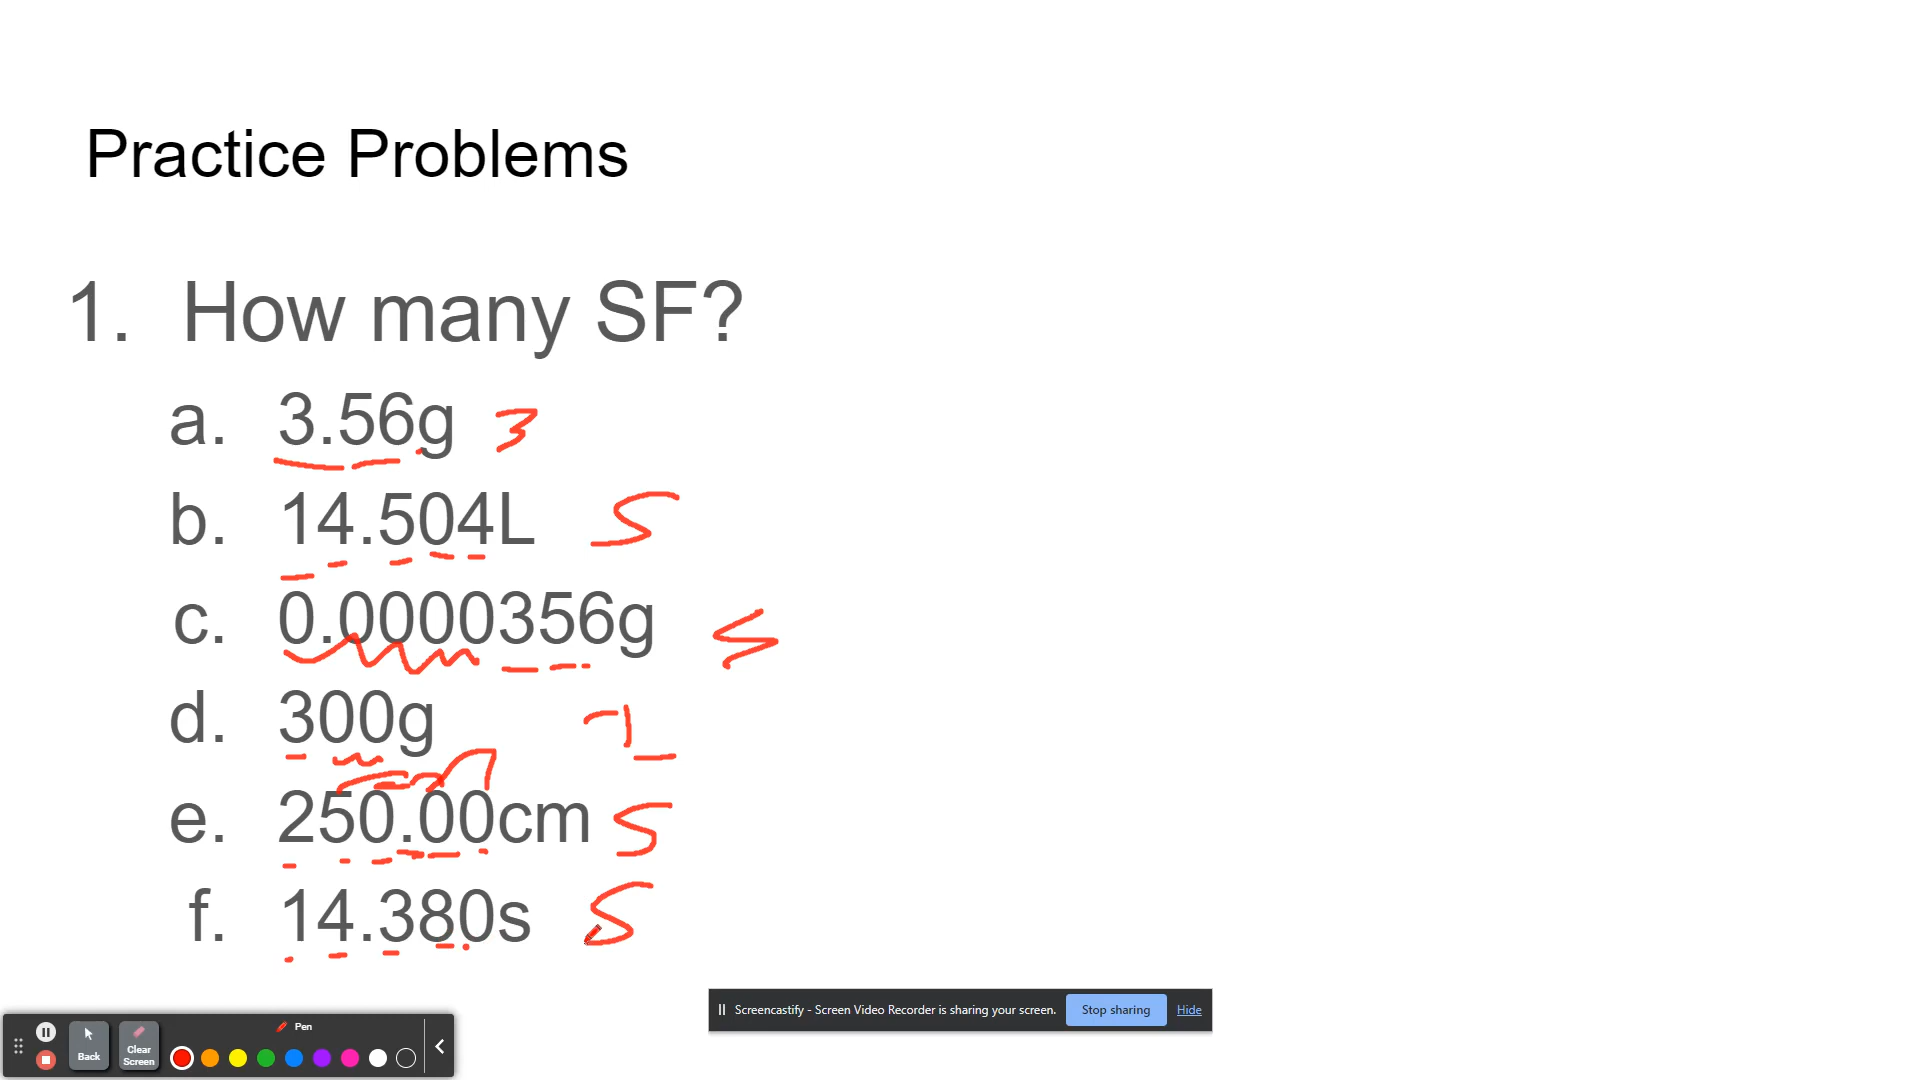 Practice Problems
1. How many SF?
a. 3.56g 3
b. 14.504L 5
c. 0.0000356g
d. 300g 1
e. 250.00cm 5
f. 14.380s 5
Screencastify - Screen Video Recorder is sharing your screen. Stop sharing Hide
Pen
Back
Clear
Screen